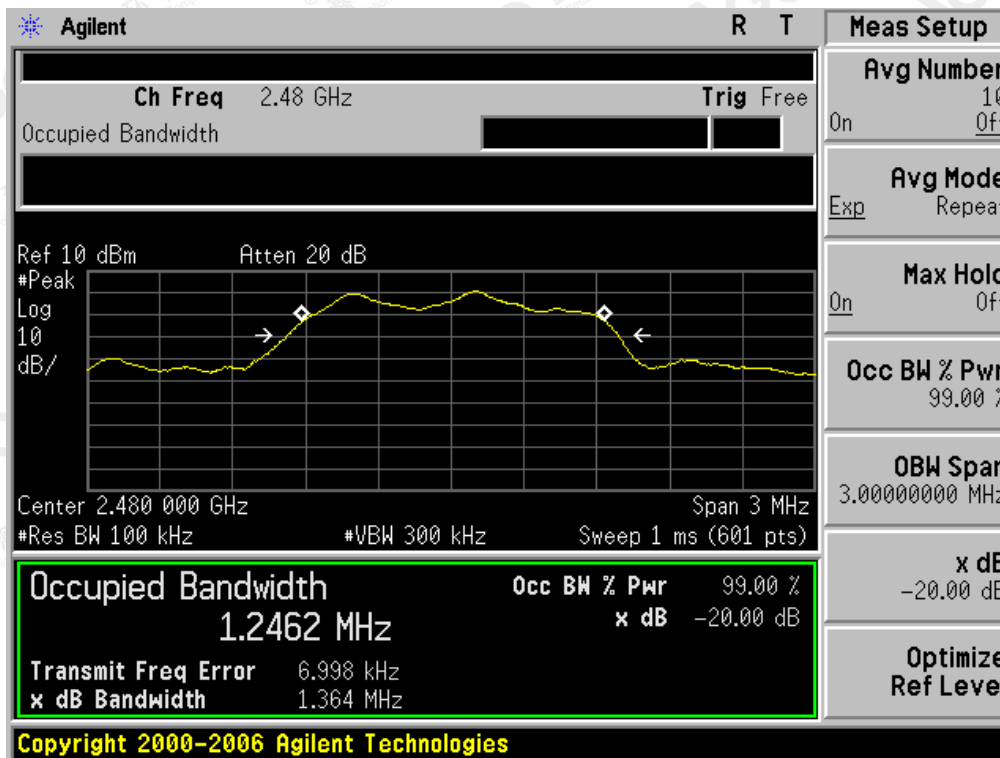 Agilent R T
Ch Freq 2.48 GHz Trig Free
Occupied Bandwidth
Ref 10 dBm Atten 20 dB
#Peak
Log
10
dB/
Center 2.480 000 GHz Span 3 MHz
#Res BW 100 kHz #VBW 300 kHz Sweep 1 ms (601 pts)
Occupied Bandwidth
1.2462 MHz
Occ BW % Pwr 99.00 %
x dB -20.00 dB
Transmit Freq Error 6.998 kHz
x dB Bandwidth 1.364 MHz
Copyright 2000-2006 Agilent Technologies
Meas Setup
Avg Number
10
On Off
Avg Mode
Exp Repeat
Max Hold
On Off
Occ BW % Pwr
99.00 %
OBW Span
3.00000000 MHz
x dB
-20.00 dB
Optimize
Ref Level